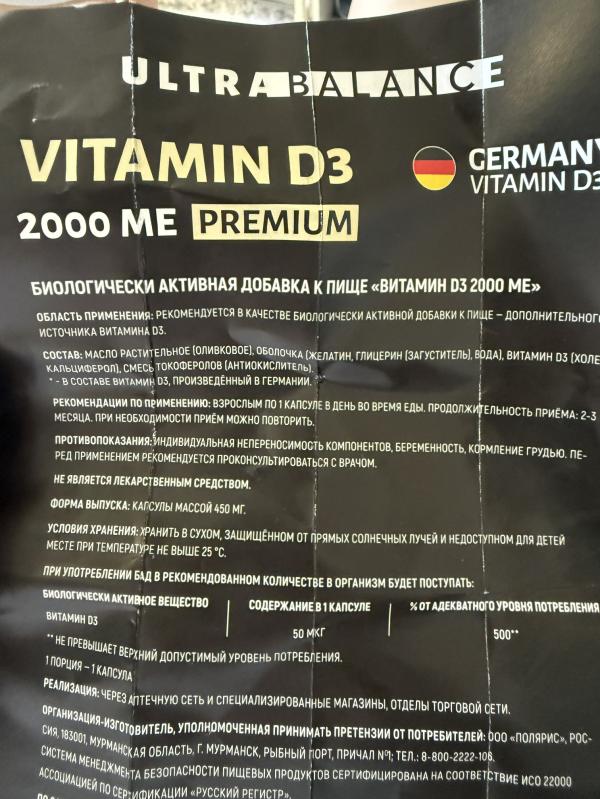 ULTRABALANCE
VITAMIN D3
GERMANY
VITAMIN D3
2000 МЕ PREMIUM
БИОЛОГИЧЕСКИ АКТИВНАЯ ДОБАВКА К ПИЩЕ «ВИТАМИН D3 2000 МЕ»
ОБЛАСТЬ ПРИМЕНЕНИЯ: РЕКОМЕНДУЕТСЯ В КАЧЕСТВЕ БИОЛОГИЧЕСКИ АКТИВНОЙ ДОБАВКИ К ПИЩЕ – ДОПОЛНИТЕЛЬНОГО
ИСТОЧНИКА ВИТАМИНА D3.
СОСТАВ: МАСЛО РАСТИТЕЛЬНОЕ (ОЛИВКОВОЕ), ОБОЛОЧКА (ЖЕЛАТИН, ГЛИЦЕРИН (ЗАГУСТИТЕЛЬ), ВОДА), ВИТАМИН D3 (ХОЛЕ-
КАЛЬЦИФЕРОЛ), СМЕСЬ ТОКОФЕРОЛОВ (АНТИОКИСЛИТЕЛЬ).
* - В СОСТАВЕ ВИТАМИН D3, ПРОИЗВЕДЁННЫЙ В ГЕРМАНИИ.
РЕКОМЕНДАЦИИ ПО ПРИМЕНЕНИЮ: ВЗРОСЛЫМ ПО 1 КАПСУЛЕ В ДЕНЬ ВО ВРЕМЯ ЕДЫ. ПРОДОЛЖИТЕЛЬНОСТЬ ПРИЁМА: 2-3
МЕСЯЦА. ПРИ НЕОБХОДИМОСТИ ПРИЁМ МОЖНО ПОВТОРИТЬ.
ПРОТИВОПОКАЗАНИЯ: ИНДИВИДУАЛЬНАЯ НЕПЕРЕНОСИМОСТЬ КОМПОНЕНТОВ, БЕРЕМЕННОСТЬ, КОРМЛЕНИЕ ГРУДЬЮ. ПЕ-
РЕД ПРИМЕНЕНИЕМ РЕКОМЕНДУЕТСЯ ПРОКОНСУЛЬТИРОВАТЬСЯ С ВРАЧОМ.
НЕ ЯВЛЯЕТСЯ ЛЕКАРСТВЕННЫМ СРЕДСТВОМ.
ФОРМА ВЫПУСКА: КАПСУЛЫ МАССОЙ 450 МГ.
УСЛОВИЯ ХРАНЕНИЯ: ХРАНИТЬ В СУХОМ, ЗАЩИЩЁННОМ ОТ ПРЯМЫХ СОЛНЕЧНЫХ ЛУЧЕЙ И НЕДОСТУПНОМ ДЛЯ ДЕТЕЙ
МЕСТЕ ПРИ ТЕМПЕРАТУРЕ НЕ ВЫШЕ 25 °С.
ПРИ УПОТРЕБЛЕНИИ БАД В РЕКОМЕНДОВАННОМ КОЛИЧЕСТВЕ В ОРГАНИЗМ БУДЕТ ПОСТУПАТЬ:
БИОЛОГИЧЕСКИ АКТИВНОЕ ВЕЩЕСТВО СОДЕРЖАНИЕ В 1 КАПСУЛЕ % ОТ АДЕКВАТНОГО УРОВНЯ ПОТРЕБЛЕНИЯ
ВИТАМИН D3 50 МКГ 500**
** НЕ ПРЕВЫШАЕТ ВЕРХНИЙ ДОПУСТИМЫЙ УРОВЕНЬ ПОТРЕБЛЕНИЯ.
1 ПОРЦИЯ – 1 КАПСУЛА
РЕАЛИЗАЦИЯ: ЧЕРЕЗ АПТЕЧНУЮ СЕТЬ И СПЕЦИАЛИЗИРОВАННЫЕ МАГАЗИНЫ, ОТДЕЛЫ ТОРГОВОЙ СЕТИ.
ОРГАНИЗАЦИЯ-ИЗГОТОВИТЕЛЬ, УПОЛНОМОЧЕННАЯ ПРИНИМАТЬ ПРЕТЕНЗИИ ОТ ПОТРЕБИТЕЛЕЙ: ООО «ПОЛЯРИС», РОС-
СИЯ, 183001, МУРМАНСКАЯ ОБЛАСТЬ, Г. МУРМАНСК, РЫБНЫЙ ПОРТ, ПРИЧАЛ №1; ТЕЛ.: 8-800-2222-106.
СИСТЕМА МЕНЕДЖМЕНТА БЕЗОПАСНОСТИ ПИЩЕВЫХ ПРОДУКТОВ СЕРТИФИЦИРОВАНА НА СООТВЕТСТВИЕ ИСО 22000
АССОЦИАЦИЕЙ ПО СЕРТИФИКАЦИИ «РУССКИЙ РЕГИСТР».